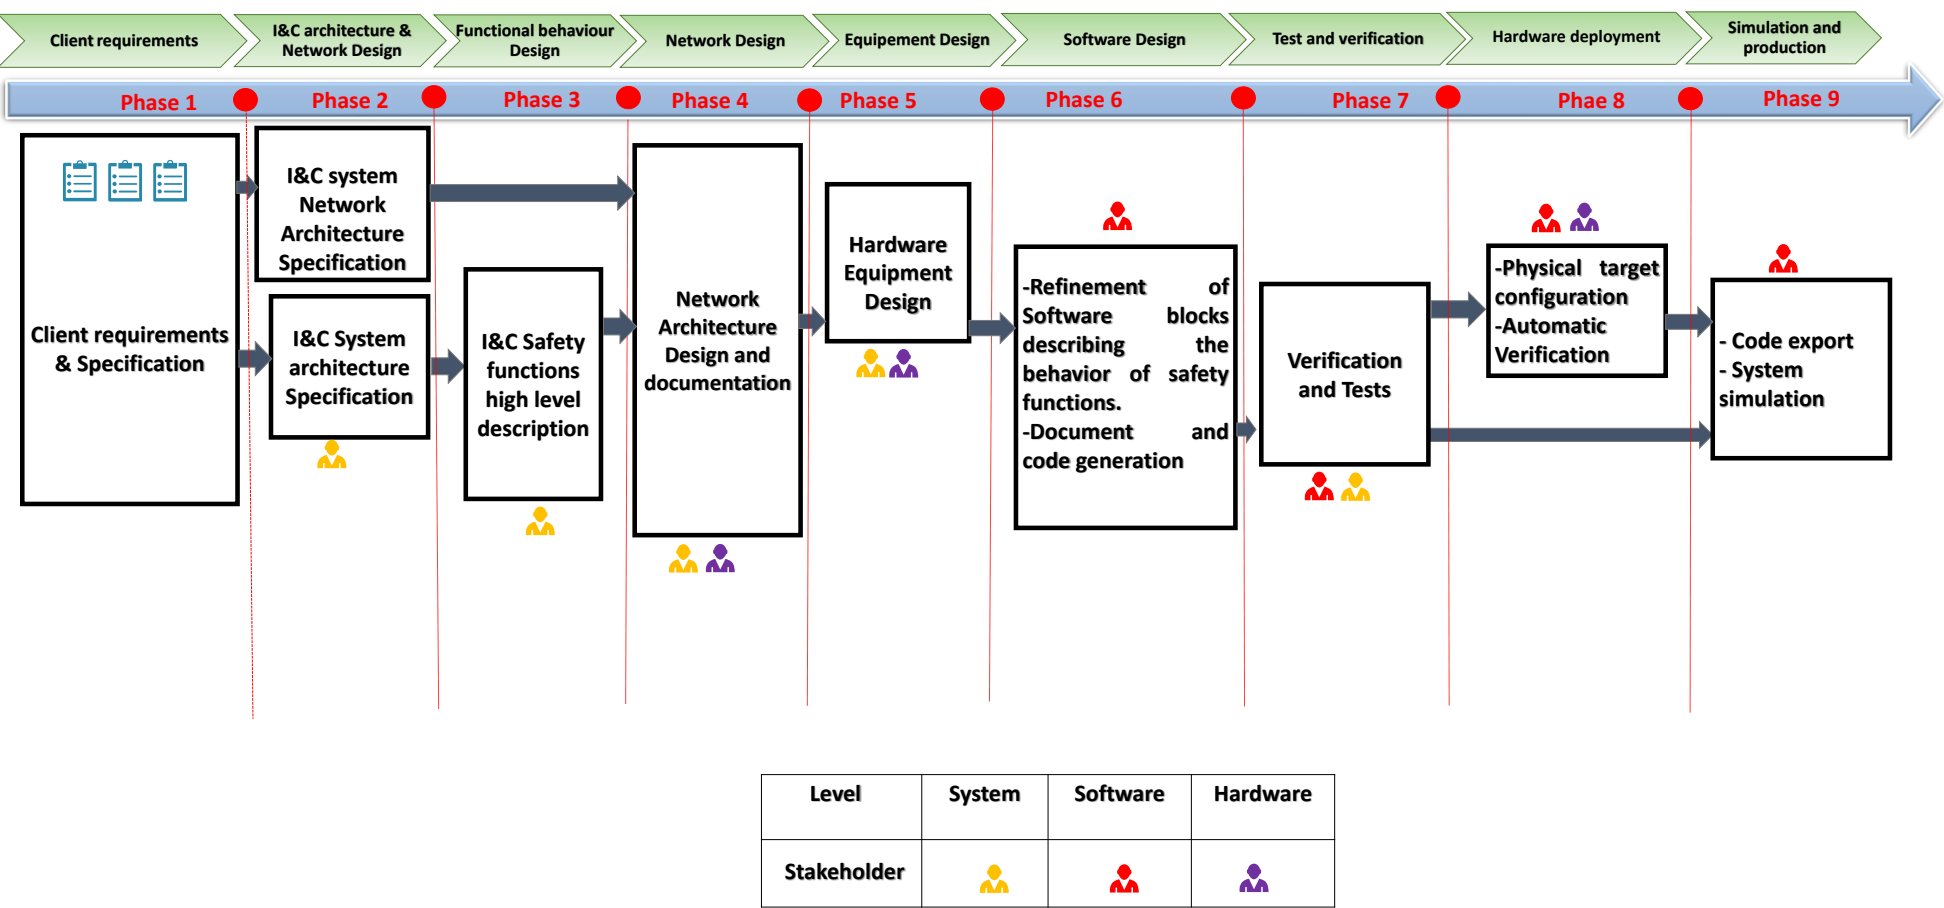 Client requirements
I&C architecture &
Network Design
Functional behaviour
Design
Network Design
Equipement Design
Software Design
Test and verification
Hardware deployment
Simulation and
production
Phase 1
Phase 2
Phase 3
Phase 4
Phase 5
Phase 6
Phase 7
Phae 8
Phase 9
Client requirements
& Specification
I&C system
Network
Architecture
Specification
I&C System
architecture
Specification
I&C Safety
functions
high level
description
Network
Architecture
Design and
documentation
Hardware
Equipment
Design
-Refinement of
Software blocks
describing the
behavior of safety
functions.
-Document and
code generation
Verification
and Tests
-Physical target
configuration
-Automatic
Verification
- Code export
- System
simulation
Level
System
Software
Hardware
Stakeholder